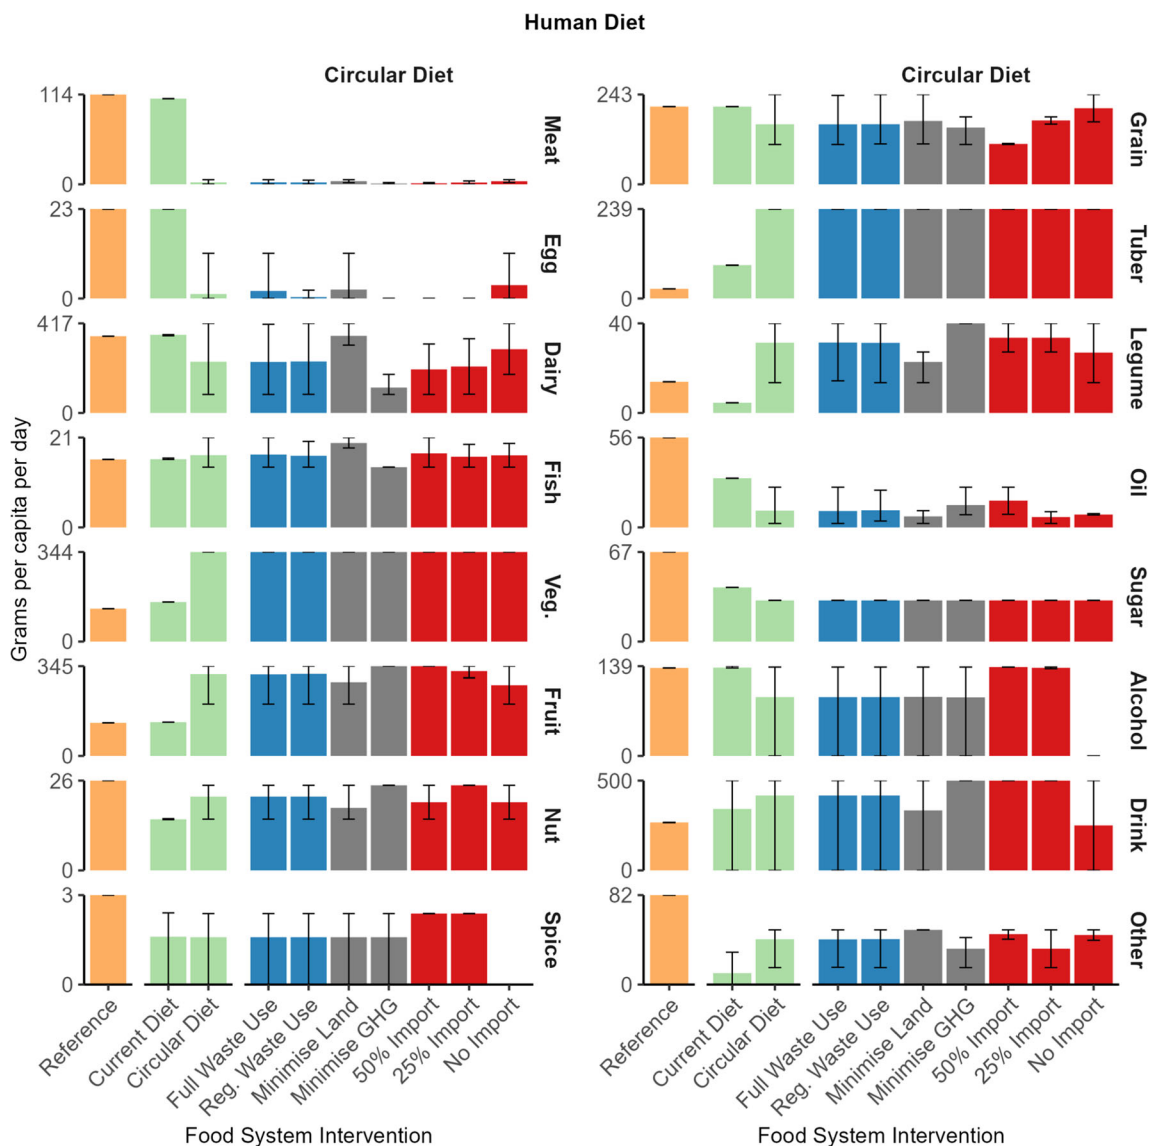 Human Diet
Circular Diet
114
0
Meat
23
0
Egg
417
0
Dairy
21
0
Fish
344
0
Veg.
345
0
Fruit
26
0
Nut
3
0
Spice
Grams per capita per day
Reference
Current Diet
Circular Diet
Full Waste Use
Reg. Waste Use
Minimise Land
Minimise GHG
50% Import
25% Import
No Import
Food System Intervention
Circular Diet
243
0
Grain
239
0
Tuber
40
0
Legume
56
0
Oil
67
0
Sugar
139
0
Alcohol
500
0
Drink
82
0
Other
Reference
Current Diet
Circular Diet
Full Waste Use
Reg. Waste Use
Minimise Land
Minimise GHG
50% Import
25% Import
No Import
Food System Intervention